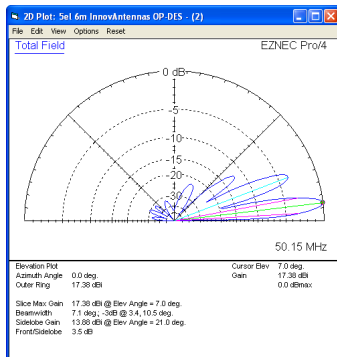 2D Plot: 5el 6m InnovAntennas OP-DES - (2)
File Edit View Options Reset
Total Field EZNEC Pro/4
0 dB
-5
-10
-15
-20
-30
50.15 MHz
Elevation Plot Cursor Elev 7.0 deg.
Azimuth Angle 0.0 deg. Gain 17.38 dBi
Outer Ring 17.38 dBi 0.0 dBmax
Slice Max Gain 17.38 dBi @ Elev Angle = 7.0 deg.
Beamwidth 7.1 deg.; -3dB @ 3.4, 10.5 deg.
Sidelobe Gain 13.88 dBi @ Elev Angle = 21.0 deg.
Front/Sidelobe 3.5 dB